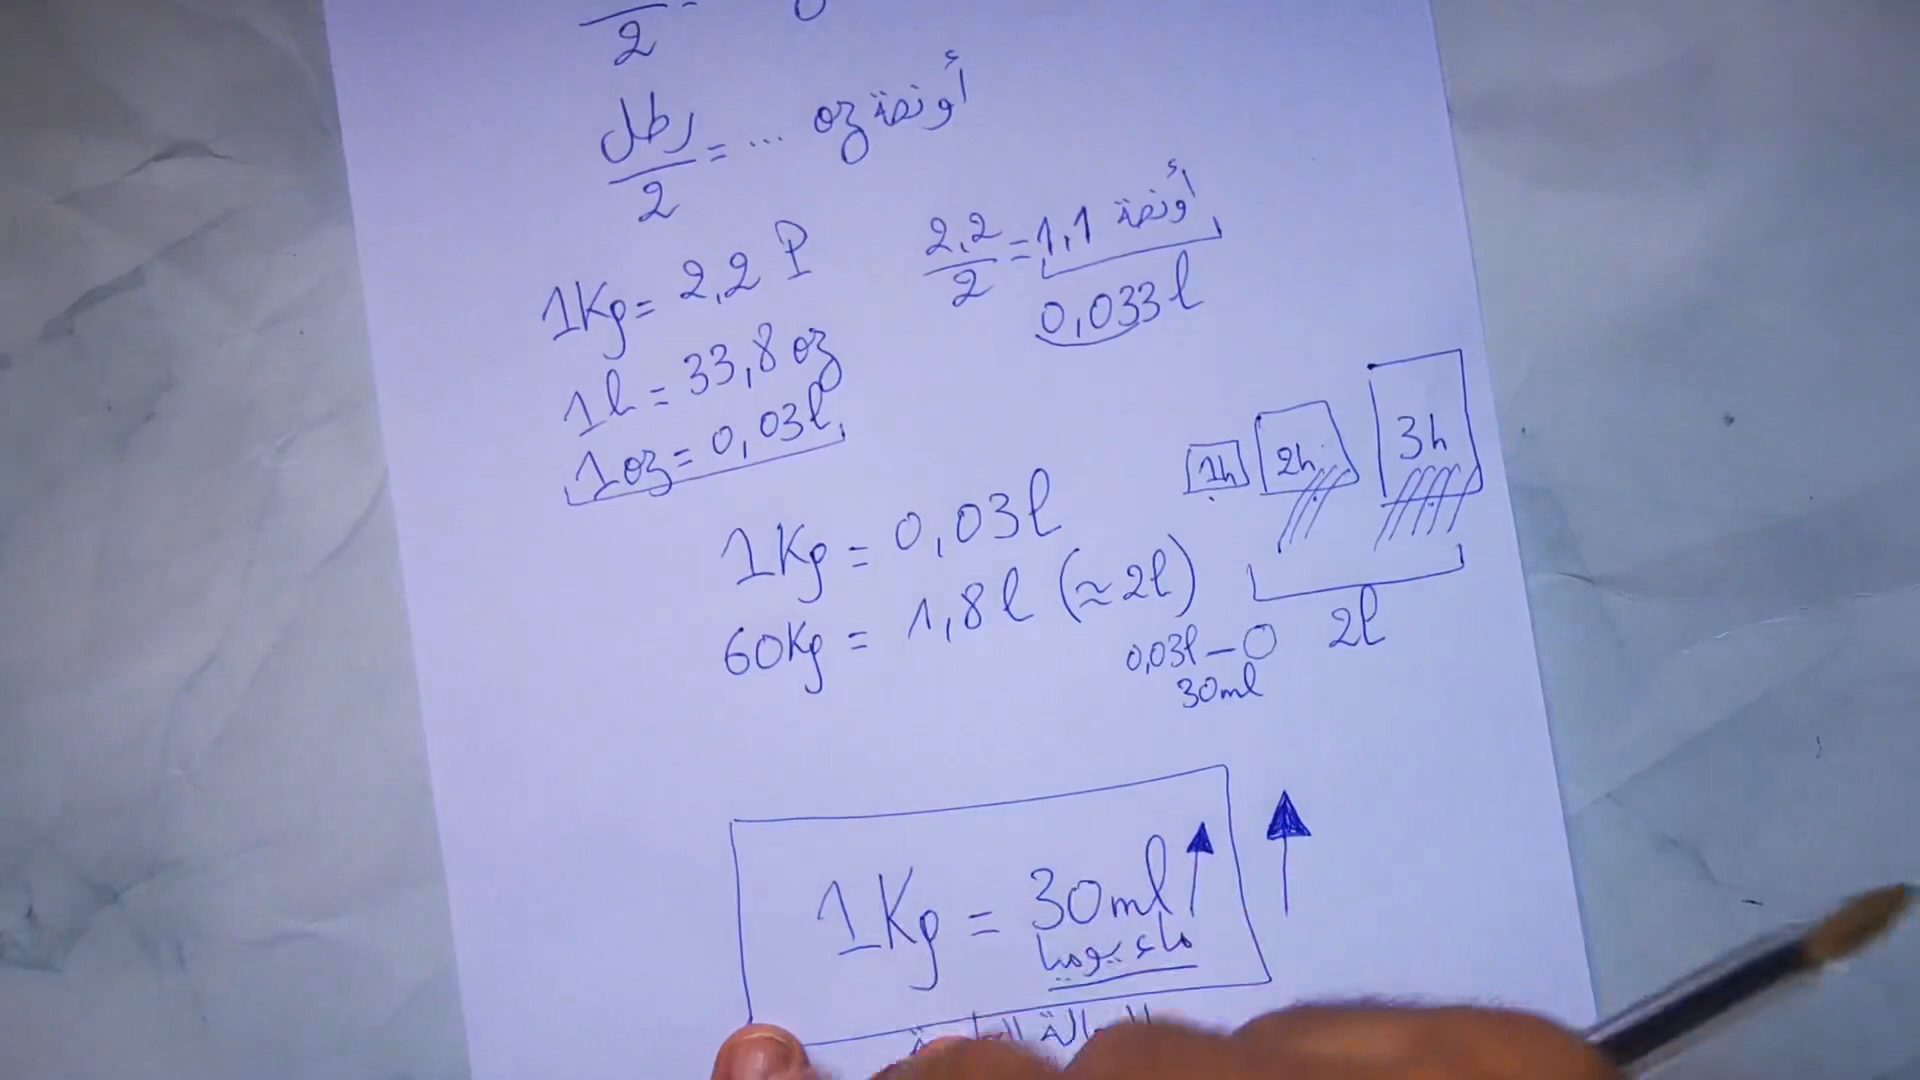 2
رطل/2 = ... oz أونصة
1Kg = 2,2 P
2,2/2 = 1,1 أونصة
0,033l
1l = 33,8 oz
1oz = 0,03l
1h 2h 3h
1Kg = 0,03l
60Kg = 1,8l (≈2l)
2l
0,03l – O
30ml
1Kg = 30ml
ماء يوميا